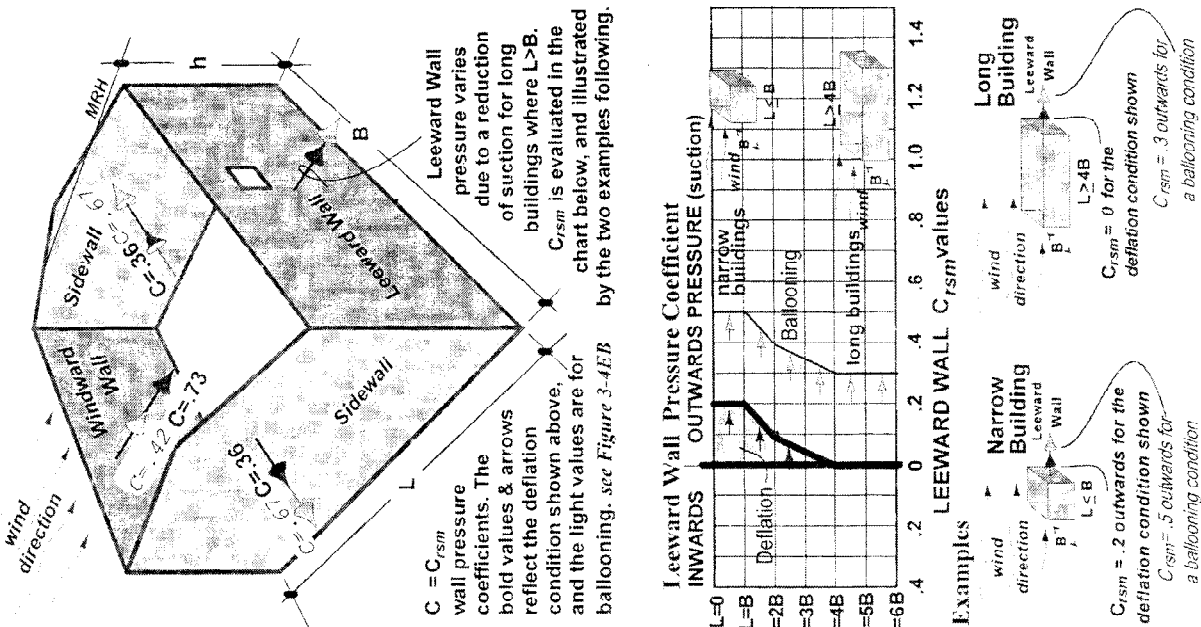 wind
direction
MRH
h
Windward
Wall
Sidewall
C=.36
C=.67
C=.42
C=.73
Leeward Wall
Sidewall
C=.36
C=.67
L
B
C = Crsm
wall pressure
coefficients. The
bold values & arrows
reflect the deflation
condition shown above,
and the light values are for
ballooning. see Figure 3-4EB
Leeward Wall
pressure varies
due to a reduction
of suction for long
buildings where L>B.
Crsm is evaluated in the
chart below, and illustrated
by the two examples following.
Leeward Wall Pressure Coefficient
INWARDS OUTWARDS PRESSURE (suction)
L=0
L=B
=2B
=3B
=4B
=5B
=6B
Deflation
narrow
buildings
Ballooning
long buildings
wind
B
L≤B
L≥4B
wind
B
.4 .2 0 .2 .4 .6 .8 1.0 1.2 1.4
LEEWARD WALL Crsm values
Examples
wind
direction
Narrow
Building
Leeward
Wall
B
L≤B
Crsm = .2 outwards for the
deflation condition shown
Crsm = .5 outwards for
a ballooning condition
wind
direction
Long
Building
Leeward
Wall
B
L≥4B
Crsm = 0 for the
deflation condition shown
Crsm = .3 outwards for
a ballooning condition